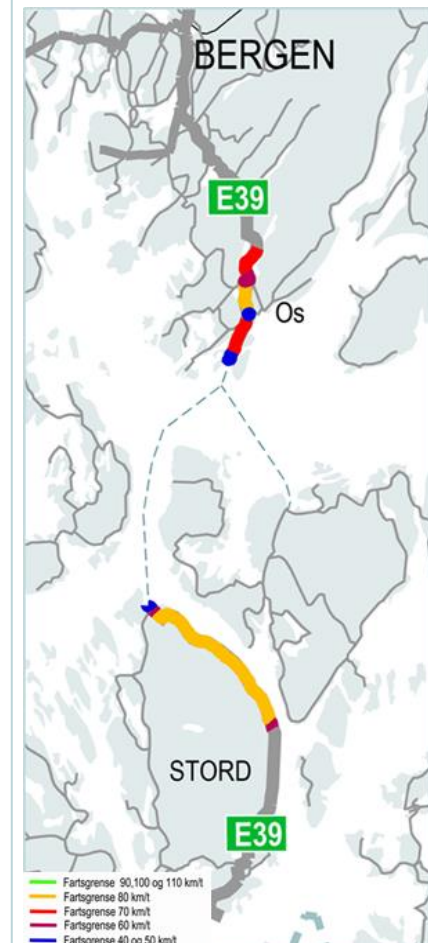 BERGEN
E39
Os
STORD
E39
Fartsgrense 90,100 og 110 km/t
Fartsgrense 80 km/t
Fartsgrense 70 km/t
Fartsgrense 60 km/t
Fartsgrense 40 og 50 km/t